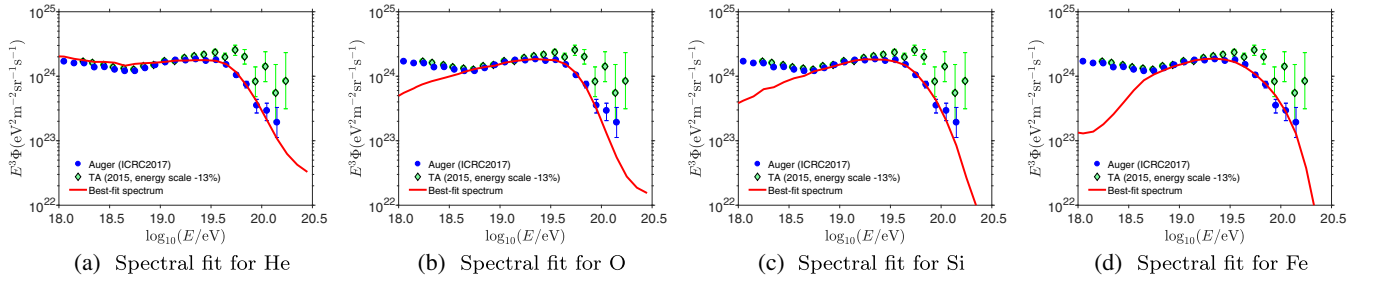 10^25
10^24
10^23
10^22
E^3Φ(eV^2m^-2sr^-1s^-1)
Auger (ICRC2017)
TA (2015, energy scale -13%)
Best-fit spectrum
18.0 18.5 19.0 19.5 20.0 20.5
log_10(E/eV)
(a) Spectral fit for He
10^25
10^24
10^23
10^22
E^3Φ(eV^2m^-2sr^-1s^-1)
Auger (ICRC2017)
TA (2015, energy scale -13%)
Best-fit spectrum
18.0 18.5 19.0 19.5 20.0 20.5
log_10(E/eV)
(b) Spectral fit for O
10^25
10^24
10^23
10^22
E^3Φ(eV^2m^-2sr^-1s^-1)
Auger (ICRC2017)
TA (2015, energy scale -13%)
Best-fit spectrum
18.0 18.5 19.0 19.5 20.0 20.5
log_10(E/eV)
(c) Spectral fit for Si
10^25
10^24
10^23
10^22
E^3Φ(eV^2m^-2sr^-1s^-1)
Auger (ICRC2017)
TA (2015, energy scale -13%)
Best-fit spectrum
18.0 18.5 19.0 19.5 20.0 20.5
log_10(E/eV)
(d) Spectral fit for Fe